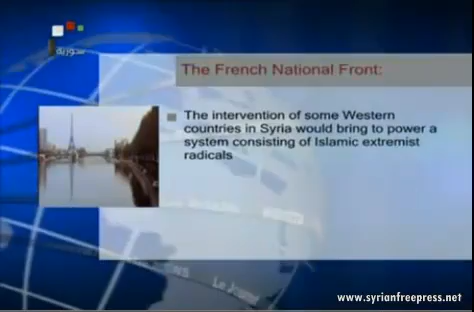 سورية
The French National Front:
The intervention of some Western
countries in Syria would bring to power a
system consisting of Islamic extremist
radicals
www.syrianfreepress.net